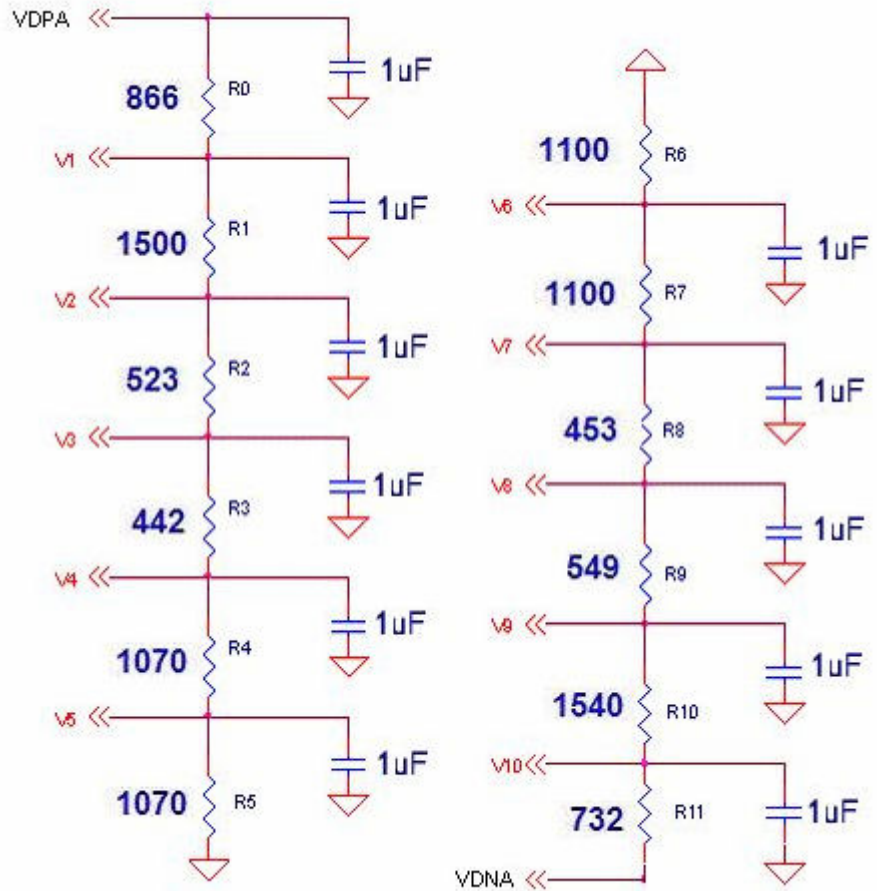 VDPA
1uF
866 R0
V1
1uF
1500 R1
V2
1uF
523 R2
V3
1uF
442 R3
V4
1uF
1070 R4
V5
1uF
1070 R5
1100 R6
V6
1uF
1100 R7
V7
1uF
453 R8
V8
1uF
549 R9
V9
1uF
1540 R10
V10
1uF
732 R11
VDNA